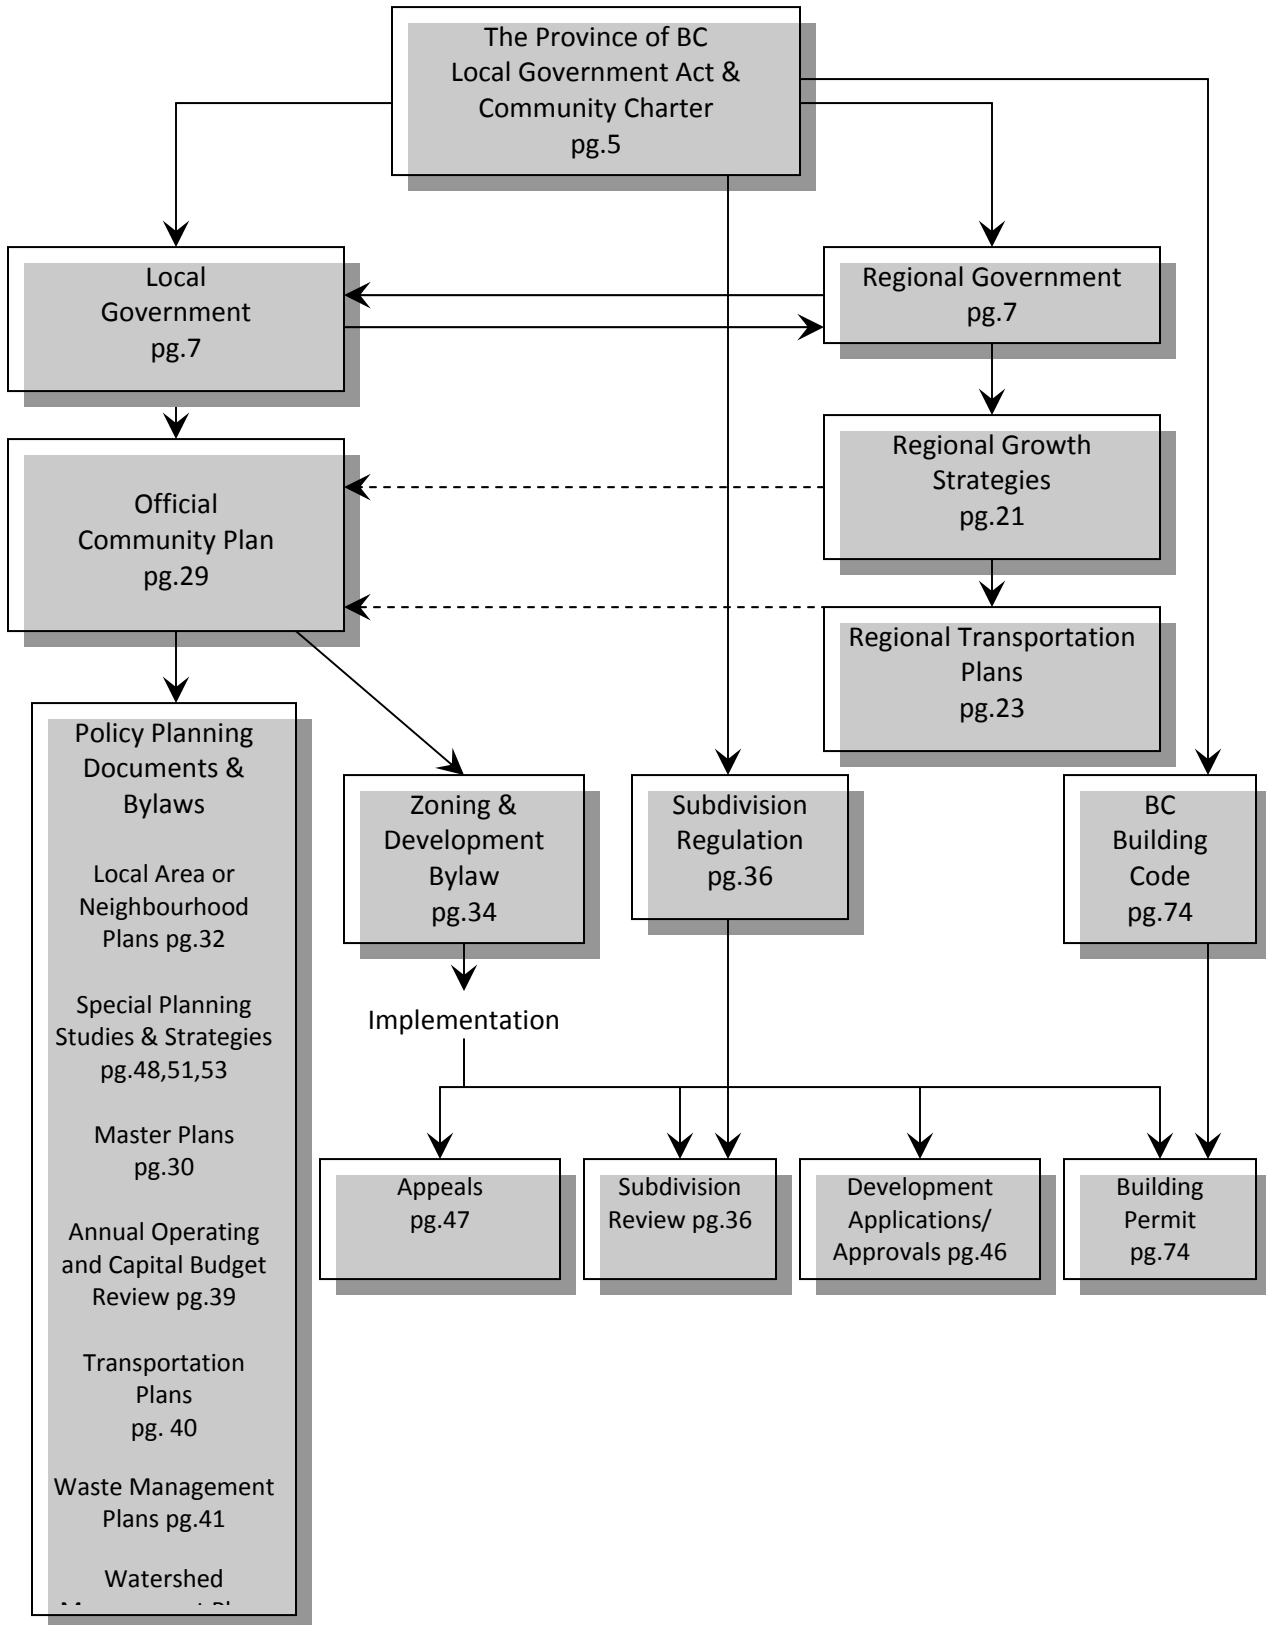 The Province of BC
Local Government Act &
Community Charter
pg.5
Local
Government
pg.7
Regional Government
pg.7
Regional Growth
Strategies
pg.21
Official
Community Plan
pg.29
Regional Transportation
Plans
pg.23
Policy Planning
Documents &
Bylaws
Local Area or
Neighbourhood
Plans pg.32
Special Planning
Studies & Strategies
pg.48,51,53
Master Plans
pg.30
Annual Operating
and Capital Budget
Review pg.39
Transportation
Plans
pg. 40
Waste Management
Plans pg.41
Watershed
Zoning &
Development
Bylaw
pg.34
Subdivision
Regulation
pg.36
BC
Building
Code
pg.74
Implementation
Appeals
pg.47
Subdivision
Review pg.36
Development
Applications/
Approvals pg.46
Building
Permit
pg.74